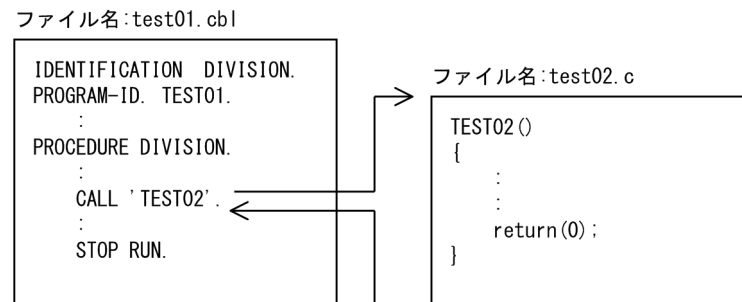 ファイル名:test01.cbl
IDENTIFICATION DIVISION.
PROGRAM-ID. TEST01.
:
PROCEDURE DIVISION.
:
CALL 'TEST02'.
:
STOP RUN.
ファイル名:test02.c
TEST02()
{
:
:
return(0);
}